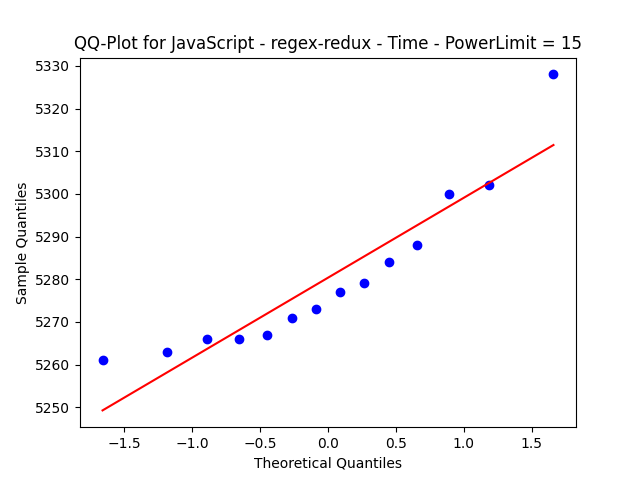 QQ-Plot for JavaScript - regex-redux - Time - PowerLimit = 15
5330
5320
5310
5300
5290
5280
5270
5260
5250
Sample Quantiles
−1.5 −1.0 −0.5 0.0 0.5 1.0 1.5
Theoretical Quantiles